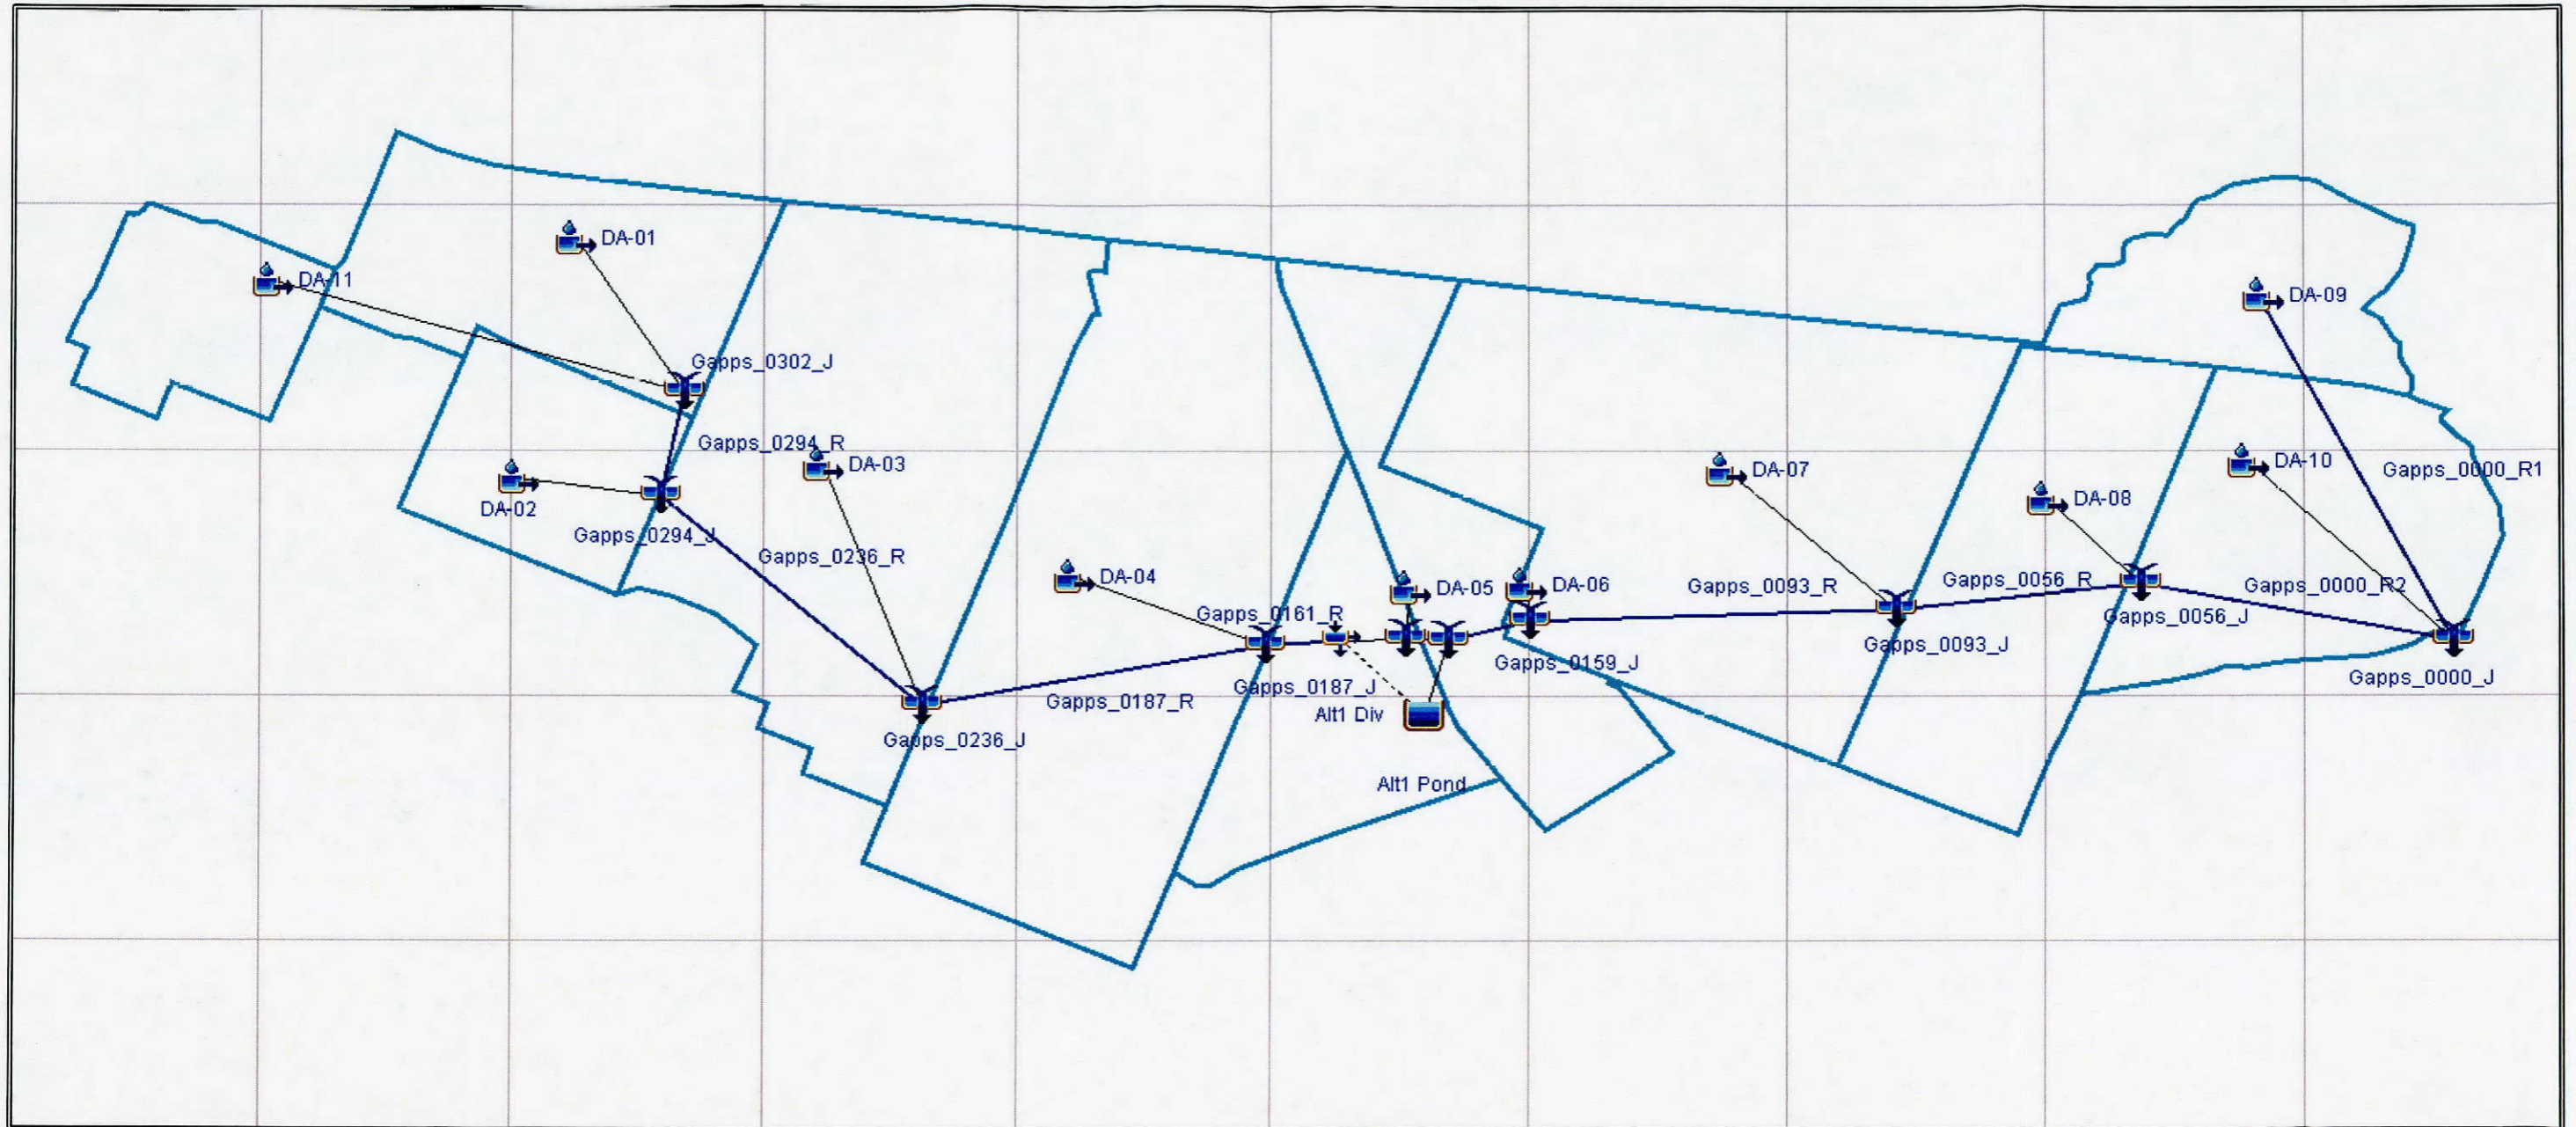 DA-01
DA-11
DA-09
Gapps_0302_J
Gapps_0294_R
DA-03
DA-07
DA-10
Gapps_0000_R1
DA-02
DA-08
Gapps_0294_J
Gapps_0236_R
DA-04
DA-05
DA-06
Gapps_0093_R
Gapps_0056_R
Gapps_0000_R2
Gapps_0161_R
Gapps_0056_J
Gapps_0093_J
Gapps_0159_J
Gapps_0000_J
Gapps_0187_J
Gapps_0187_R
Alt1 Div
Gapps_0236_J
Alt1 Pond